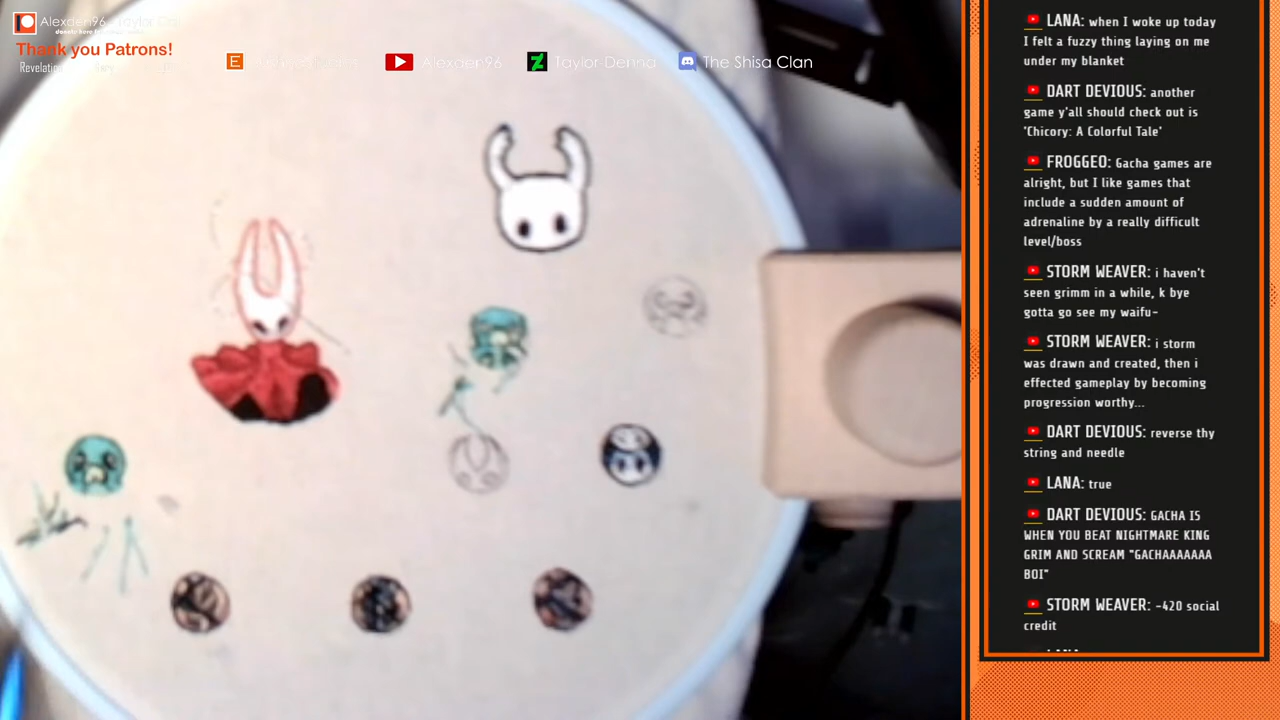 Alexden96 - Taylor Clan
Thank you Patrons!
Revelation
Alexden96
Taylor-Denna
The Shisa Clan
LANA: when I woke up today
I felt a fuzzy thing laying on me
under my blanket
DART DEVIOUS: another
game y'all should check out is
'Chicory: A Colorful Tale'
FROGGEO: Gacha games are
alright, but I like games that
include a sudden amount of
adrenaline by a really difficult
level/boss
STORM WEAVER: i haven't
seen grimm in a while, k bye
gotta go see my waifu-
STORM WEAVER: i storm
was drawn and created, then i
effected gameplay by becoming
progression worthy...
DART DEVIOUS: reverse thy
string and needle
LANA: true
DART DEVIOUS: GACHA IS
WHEN YOU BEAT NIGHTMARE KING
GRIM AND SCREAM "GACHAAAAAAA
BOI"
STORM WEAVER: -420 social
credit